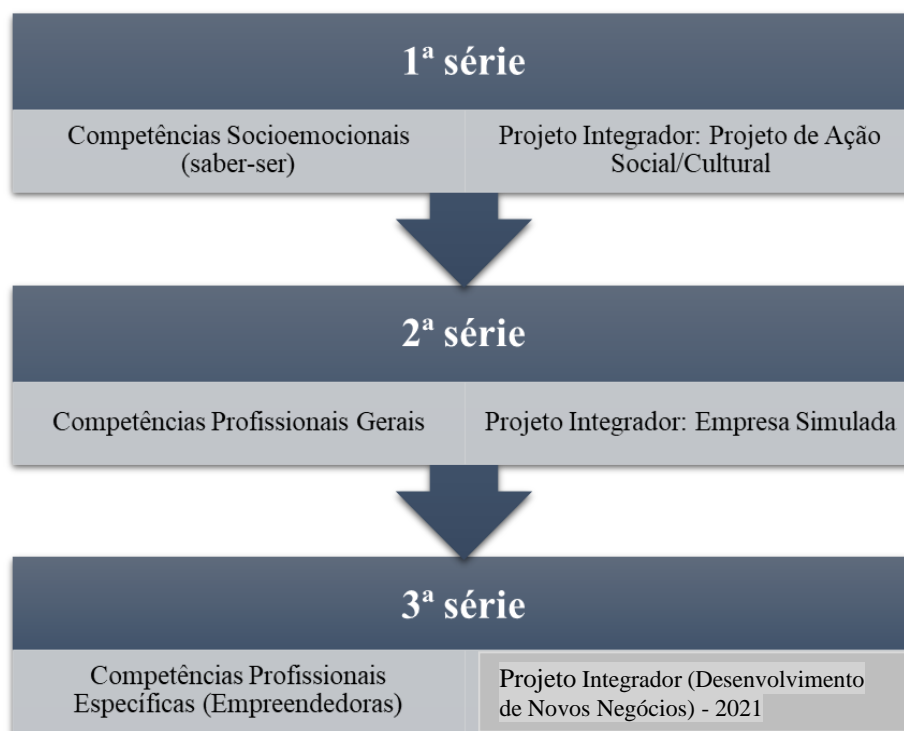 1ª série
Competências Socioemocionais
(saber-ser)
Projeto Integrador: Projeto de Ação
Social/Cultural
2ª série
Competências Profissionais Gerais
Projeto Integrador: Empresa Simulada
3ª série
Competências Profissionais
Específicas (Empreendedoras)
Projeto Integrador (Desenvolvimento
de Novos Negócios) - 2021